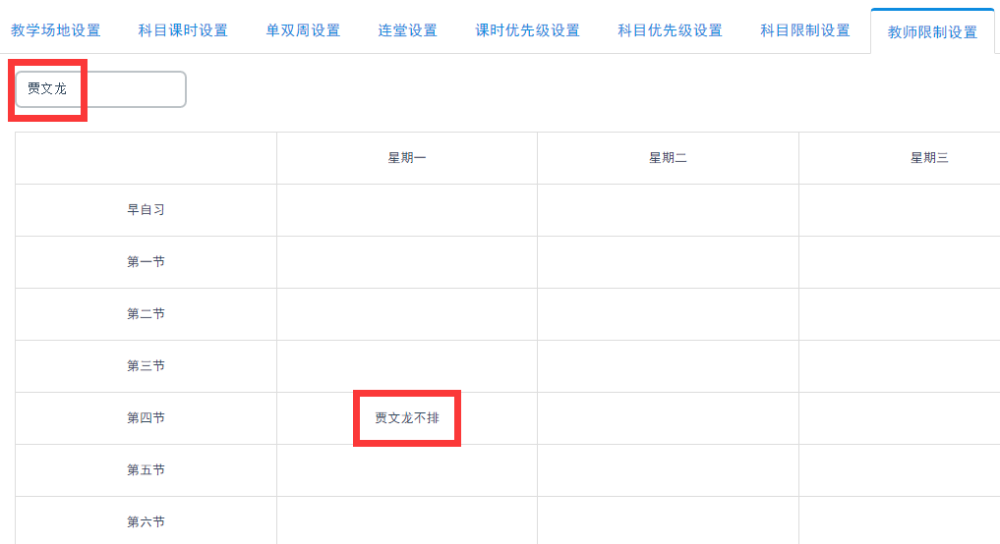 教学场地设置 科目课时设置 单双周设置 连堂设置 课时优先级设置 科目优先级设置 科目限制设置 教师限制设置
贾文龙
星期一 星期二 星期三
早自习
第一节
第二节
第三节
第四节 贾文龙不排
第五节
第六节